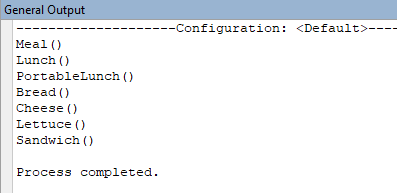 General Output
--------------------Configuration: <Default>----
Meal()
Lunch()
PortableLunch()
Bread()
Cheese()
Lettuce()
Sandwich()
Process completed.